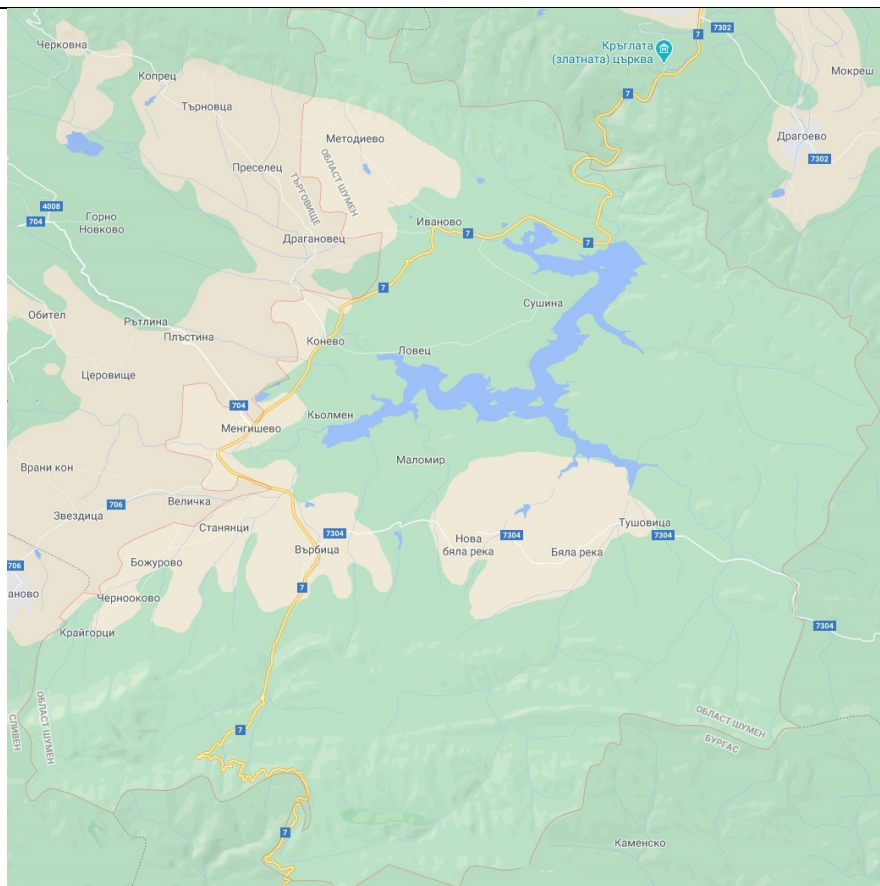 7
7302
Черковна
Кръглата
(златната) църква
Мокреш
Копрец
7
Търновца
Драгоево
Методиево
7302
Преселец
ОБЛАСТ ШУМЕН
ТЪРГОВИЩЕ
4008
704
Горно
Новково
Иваново
7
7
Драгановец
7
Сушина
Обител
Рътлина
Плъстина
Конево
Ловец
Церовище
704
Кьолмен
Менгишево
Маломир
Врани кон
Величка
706
Звездица
Станянци
Тушовица
7304
Нова
бяла река
7304
7304
Върбица
Бяла река
Божурово
706
аново
7
Чернооково
7304
Крайгорци
ОБЛАСТ ШУМЕН
СЛИВЕН
ОБЛАСТ ШУМЕН
БУРГАС
7
7
Каменско